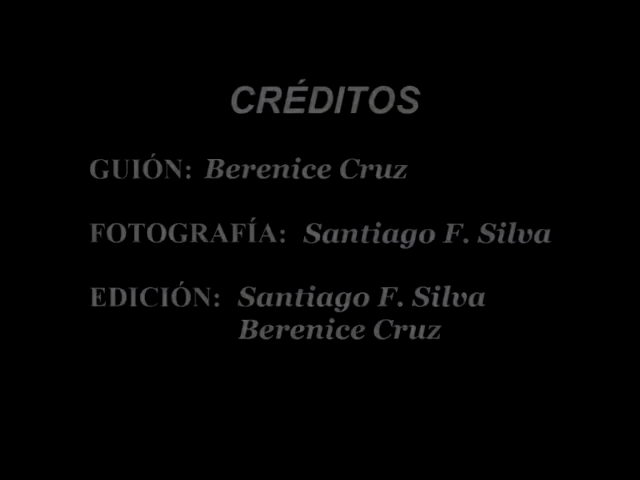 CRÉDITOS
GUIÓN: Berenice Cruz
FOTOGRAFÍA: Santiago F. Silva
EDICIÓN: Santiago F. Silva
Berenice Cruz